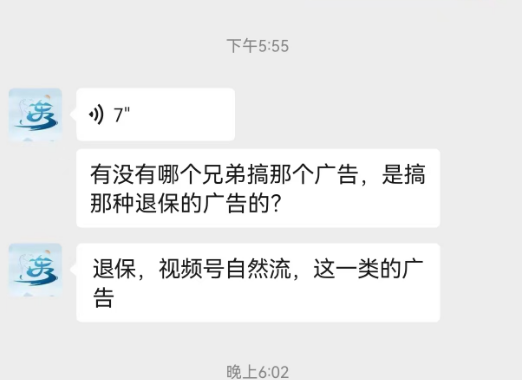 下午5:55
7"
有没有哪个兄弟搞那个广告，是搞
那种退保的广告的？
退保，视频号自然流，这一类的广
告
晚上6:02